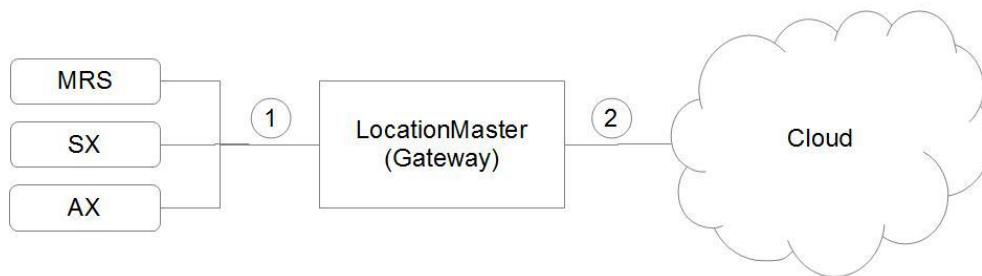 MRS
SX
AX
1
LocationMaster
(Gateway)
2
Cloud